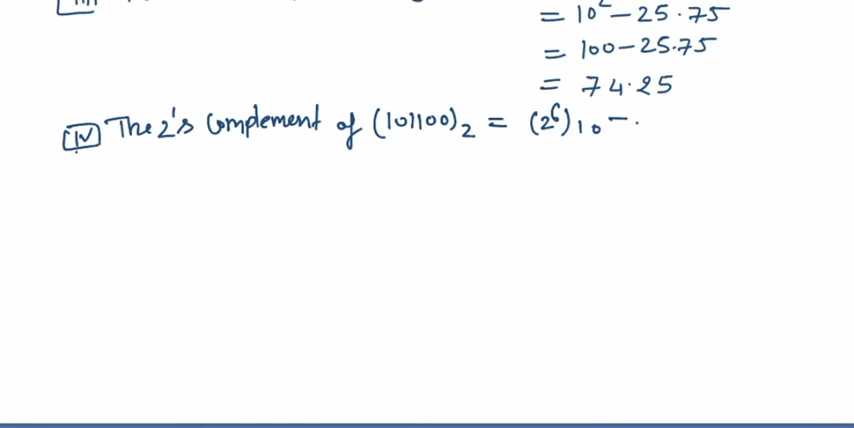 = 10² - 25.75
= 100 - 25.75
= 74.25
(iv) The 2's complement of (101100)₂ = (2⁶)₁₀ -